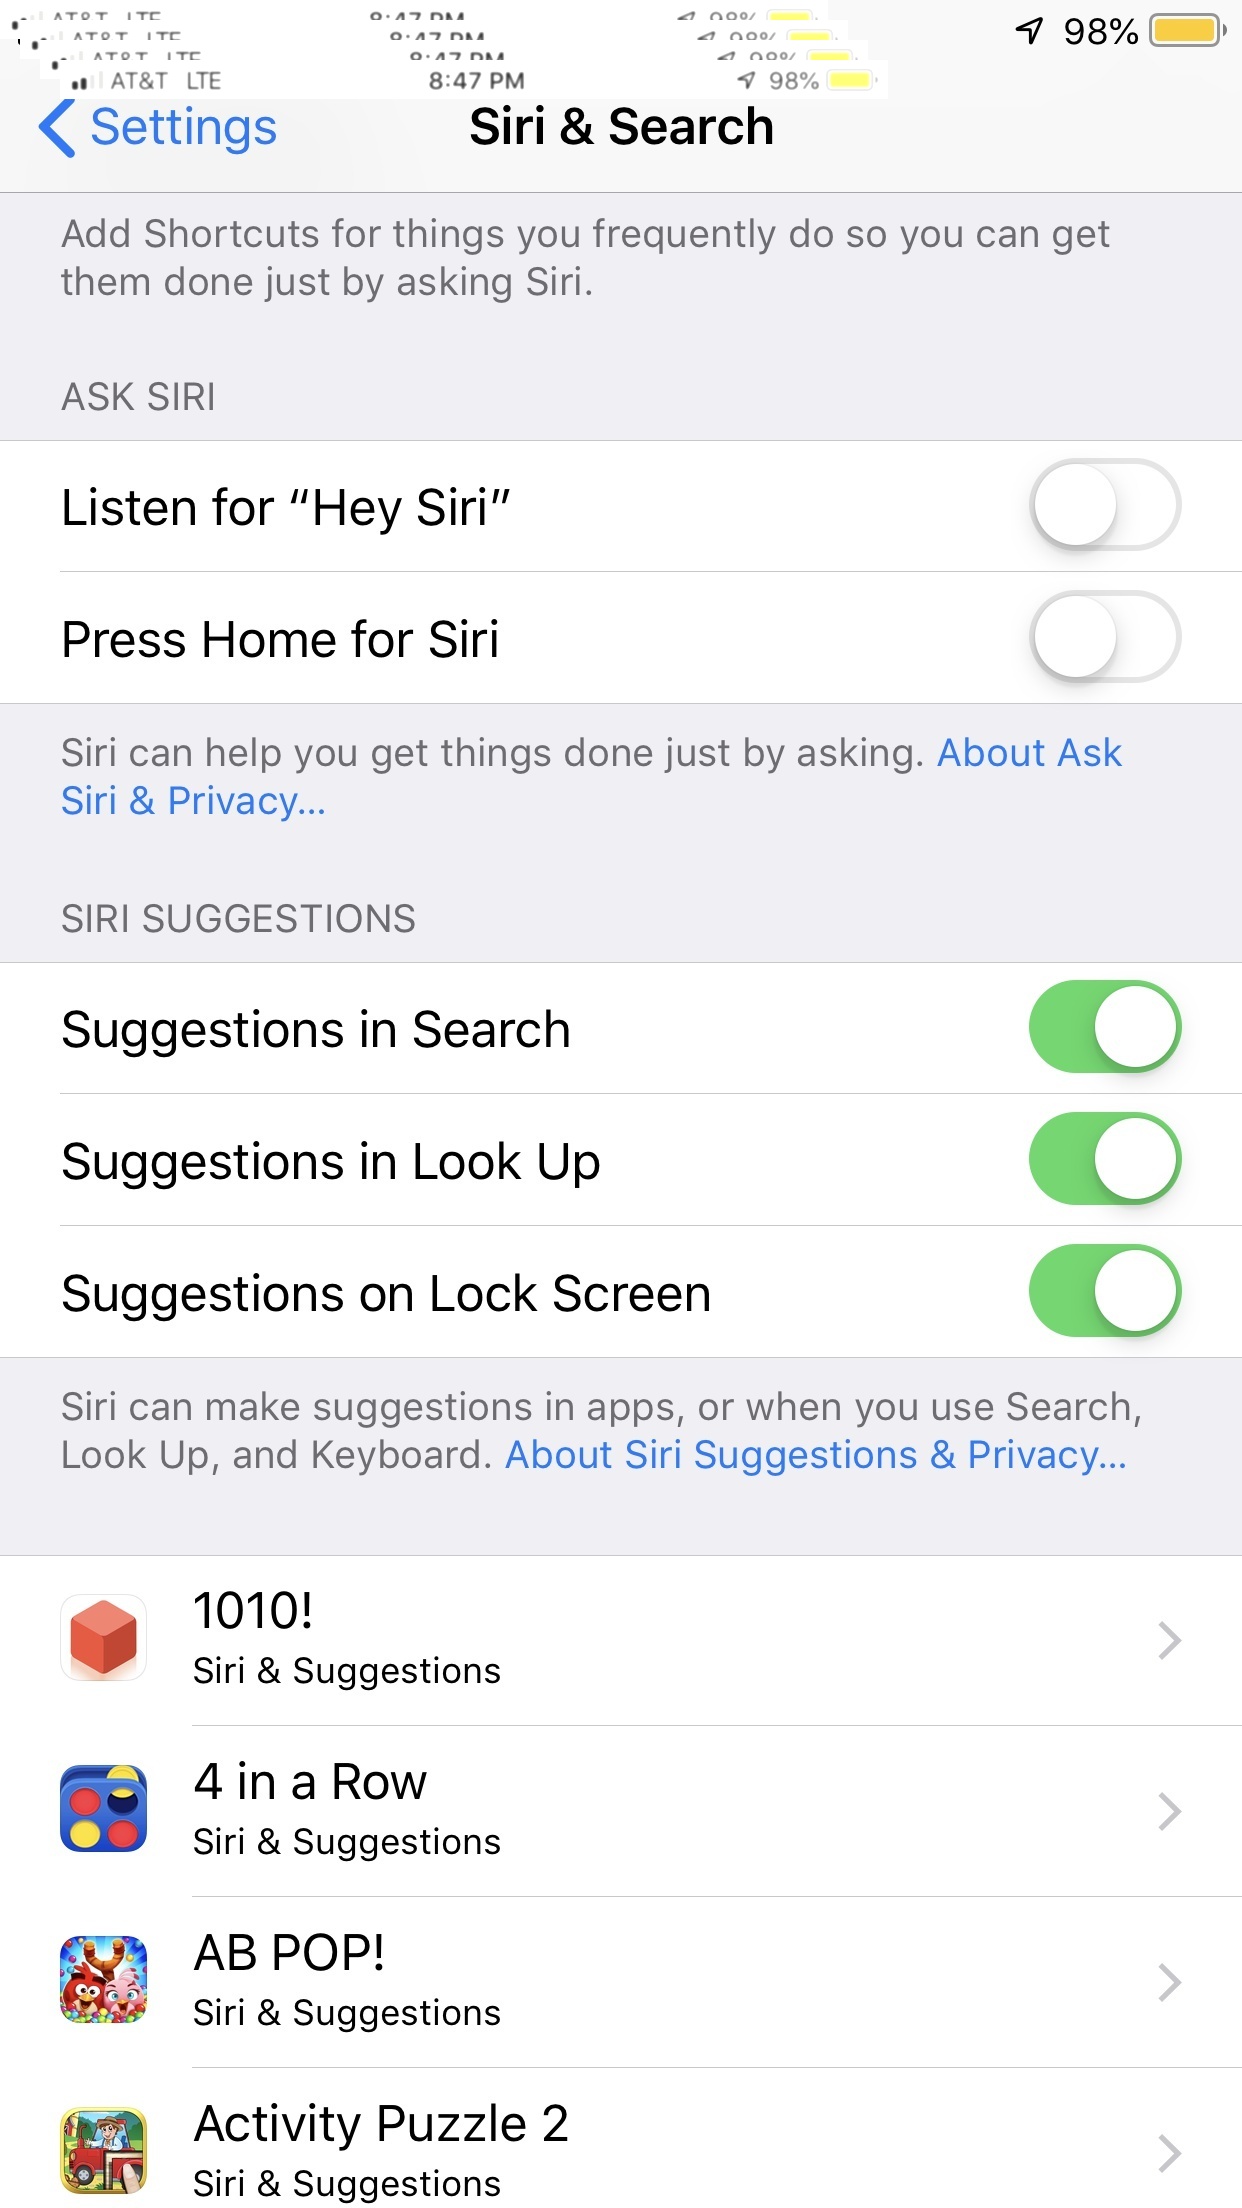 98%
AT&T LTE 8:47 PM 98%
Settings
Siri & Search
Add Shortcuts for things you frequently do so you can get
them done just by asking Siri.
ASK SIRI
Listen for “Hey Siri”
Press Home for Siri
Siri can help you get things done just by asking. About Ask
Siri & Privacy...
SIRI SUGGESTIONS
Suggestions in Search
Suggestions in Look Up
Suggestions on Lock Screen
Siri can make suggestions in apps, or when you use Search,
Look Up, and Keyboard. About Siri Suggestions & Privacy...
1010!
Siri & Suggestions
4 in a Row
Siri & Suggestions
AB POP!
Siri & Suggestions
Activity Puzzle 2
Siri & Suggestions